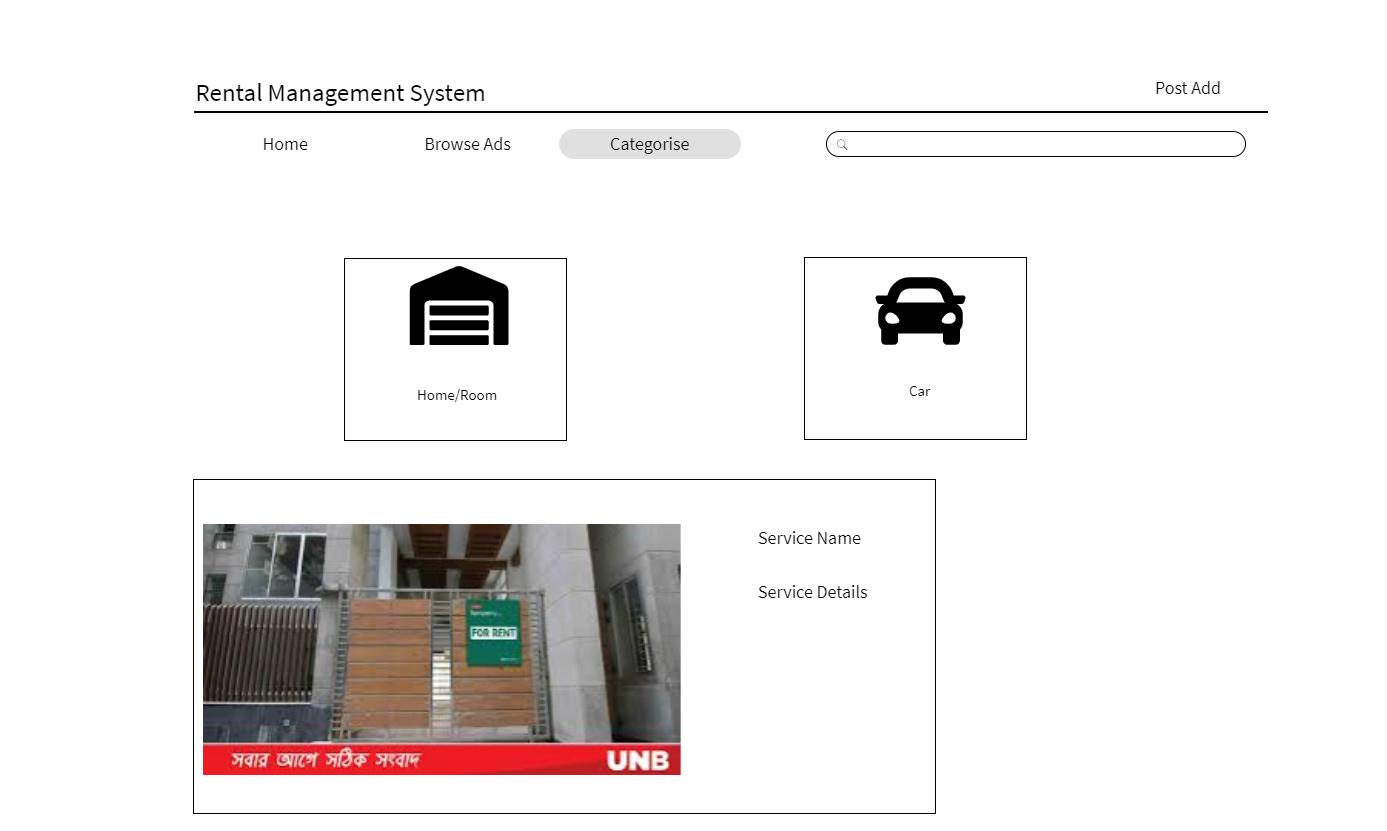 Rental Management System
Post Add
Home
Browse Ads
Categorise
Home/Room
Car
Service Name
Service Details
FOR RENT
সবার আগে সঠিক সংবাদ
UNB